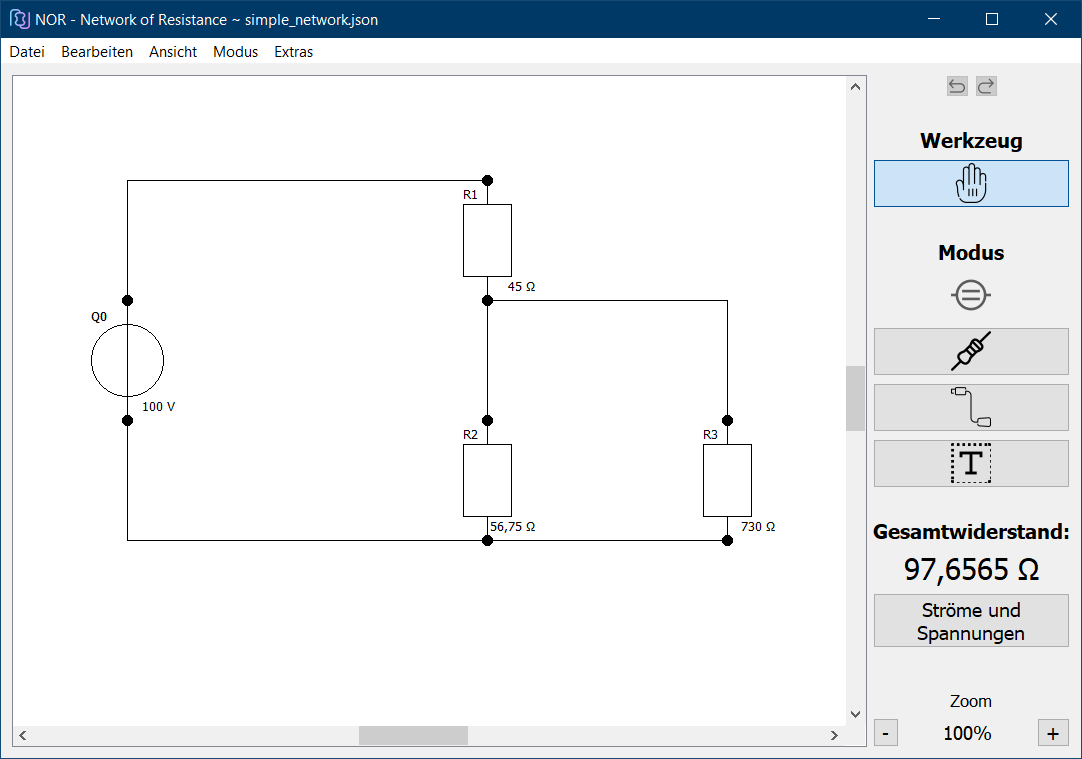 NOR - Network of Resistance ~ simple_network.json
Datei Bearbeiten Ansicht Modus Extras
R1
45 Ω
Q0
100 V
R2
56,75 Ω
R3
730 Ω
Werkzeug
Modus
T
Gesamtwiderstand:
97,6565 Ω
Ströme und
Spannungen
Zoom
- 100% +